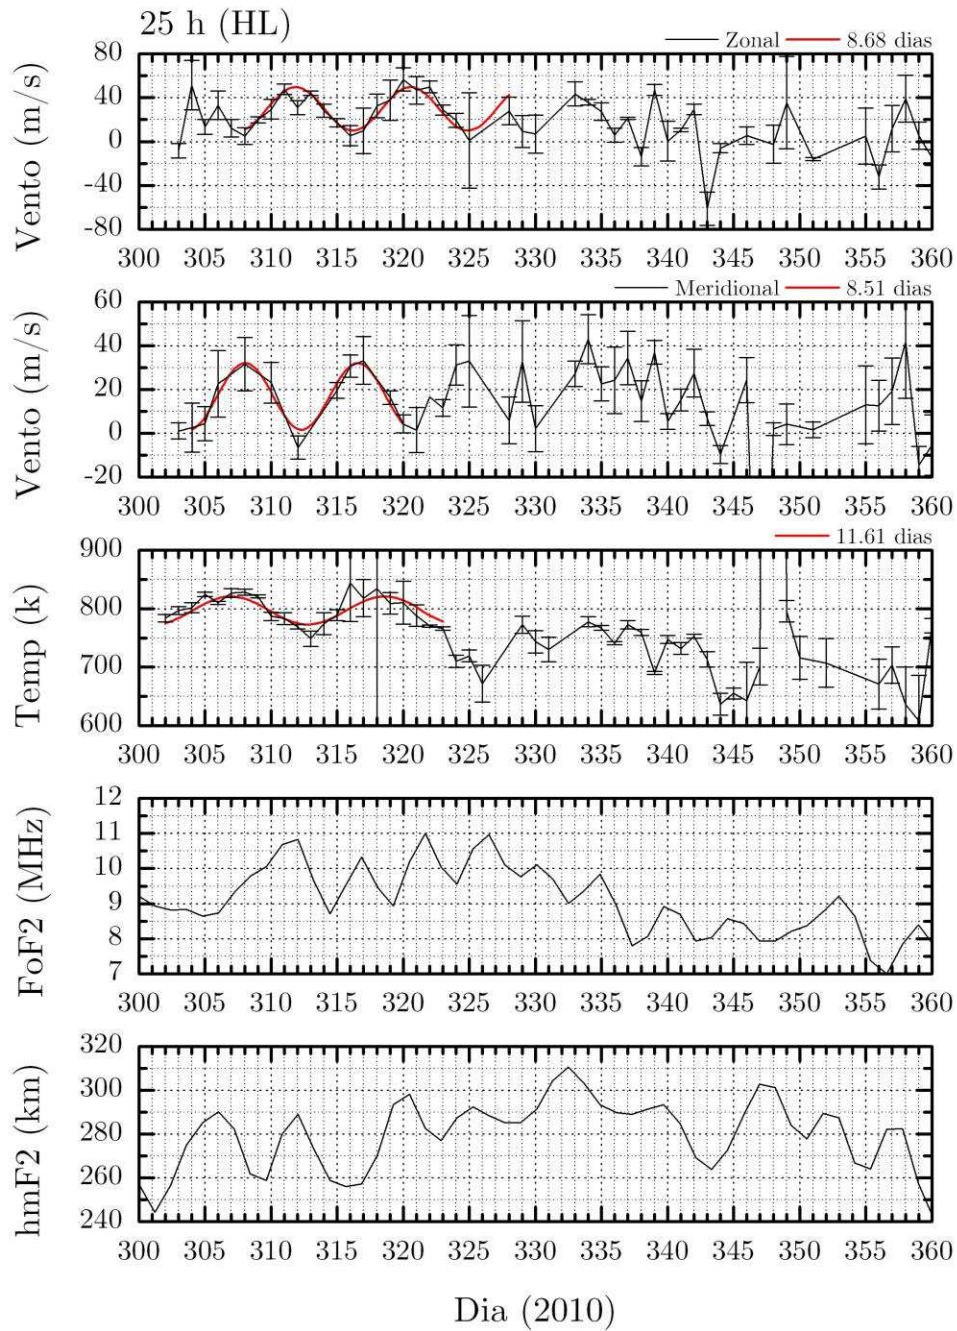 25 h (HL)
Zonal 8.68 dias
Vento (m/s)
80
40
0
-40
-80
300 305 310 315 320 325 330 335 340 345 350 355 360
Meridional 8.51 dias
Vento (m/s)
60
40
20
0
-20
300 305 310 315 320 325 330 335 340 345 350 355 360
11.61 dias
Temp (k)
900
800
700
600
300 305 310 315 320 325 330 335 340 345 350 355 360
FoF2 (MHz)
12
11
10
9
8
7
300 305 310 315 320 325 330 335 340 345 350 355 360
hmF2 (km)
320
300
280
260
240
300 305 310 315 320 325 330 335 340 345 350 355 360
Dia (2010)